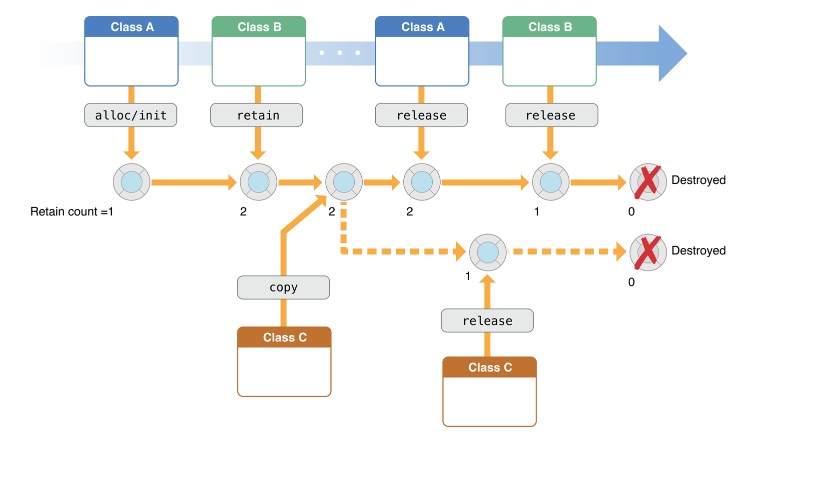 Class A
Class B
Class A
Class B
alloc/init
retain
release
release
Destroyed
Retain count =1
2
2
2
1
0
Destroyed
1
0
copy
release
Class C
Class C